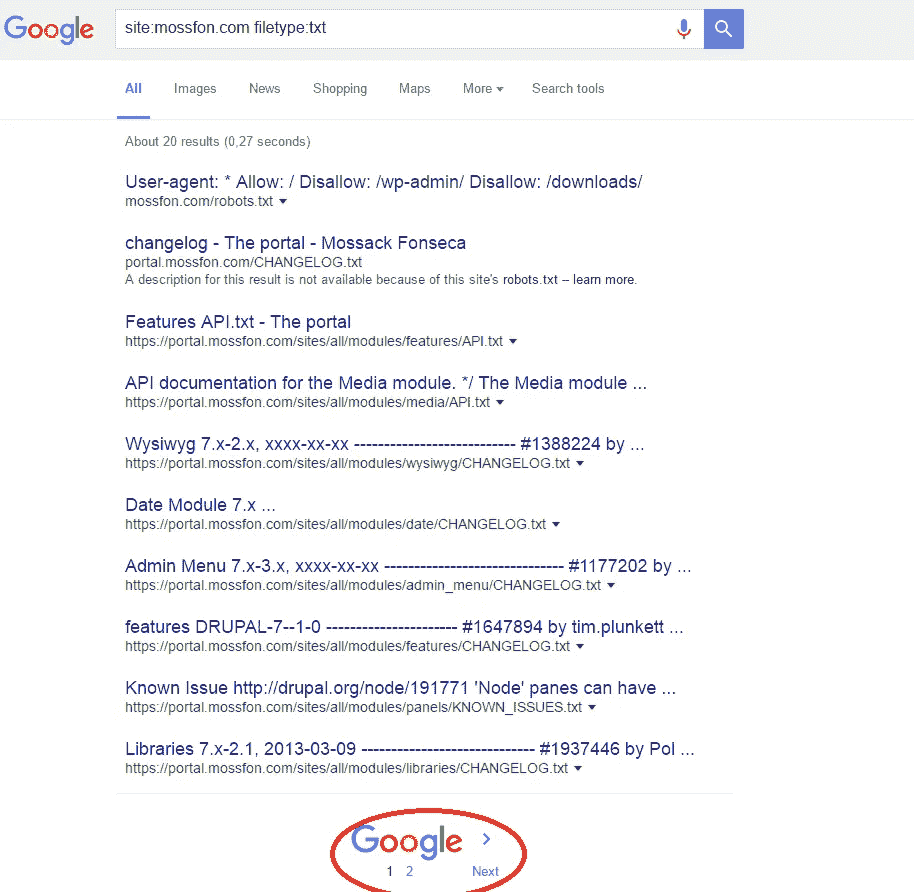 Google
site:mossfon.com filetype:txt
All Images News Shopping Maps More Search tools
About 20 results (0,27 seconds)
User-agent: * Allow: / Disallow: /wp-admin/ Disallow: /downloads/
mossfon.com/robots.txt
changelog - The portal - Mossack Fonseca
portal.mossfon.com/CHANGELOG.txt
A description for this result is not available because of this site's robots.txt – learn more.
Features API.txt - The portal
https://portal.mossfon.com/sites/all/modules/features/API.txt
API documentation for the Media module. */ The Media module ...
https://portal.mossfon.com/sites/all/modules/media/API.txt
Wysiwyg 7.x-2.x, xxxx-xx-xx --------------------------- #1388224 by ...
https://portal.mossfon.com/sites/all/modules/wysiwyg/CHANGELOG.txt
Date Module 7.x ...
https://portal.mossfon.com/sites/all/modules/date/CHANGELOG.txt
Admin Menu 7.x-3.x, xxxx-xx-xx ------------------------------ #1177202 by ...
https://portal.mossfon.com/sites/all/modules/admin_menu/CHANGELOG.txt
features DRUPAL-7--1-0 ---------------------- #1647894 by tim.plunkett ...
https://portal.mossfon.com/sites/all/modules/features/CHANGELOG.txt
Known Issue http://drupal.org/node/191771 'Node' panes can have ...
https://portal.mossfon.com/sites/all/modules/panels/KNOWN_ISSUES.txt
Libraries 7.x-2.1, 2013-03-09 ----------------------------- #1937446 by Pol ...
https://portal.mossfon.com/sites/all/modules/libraries/CHANGELOG.txt
Google >
1 2 Next